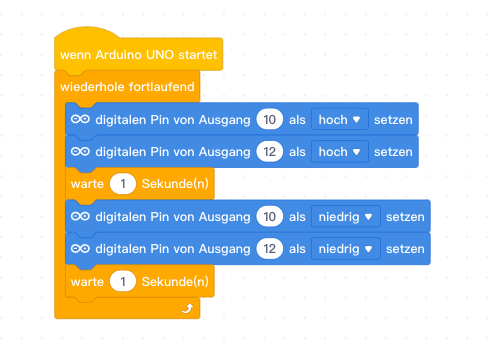 wenn Arduino UNO startet
wiederhole fortlaufend
digitalen Pin von Ausgang 10 als hoch setzen
digitalen Pin von Ausgang 12 als hoch setzen
warte 1 Sekunde(n)
digitalen Pin von Ausgang 10 als niedrig setzen
digitalen Pin von Ausgang 12 als niedrig setzen
warte 1 Sekunde(n)